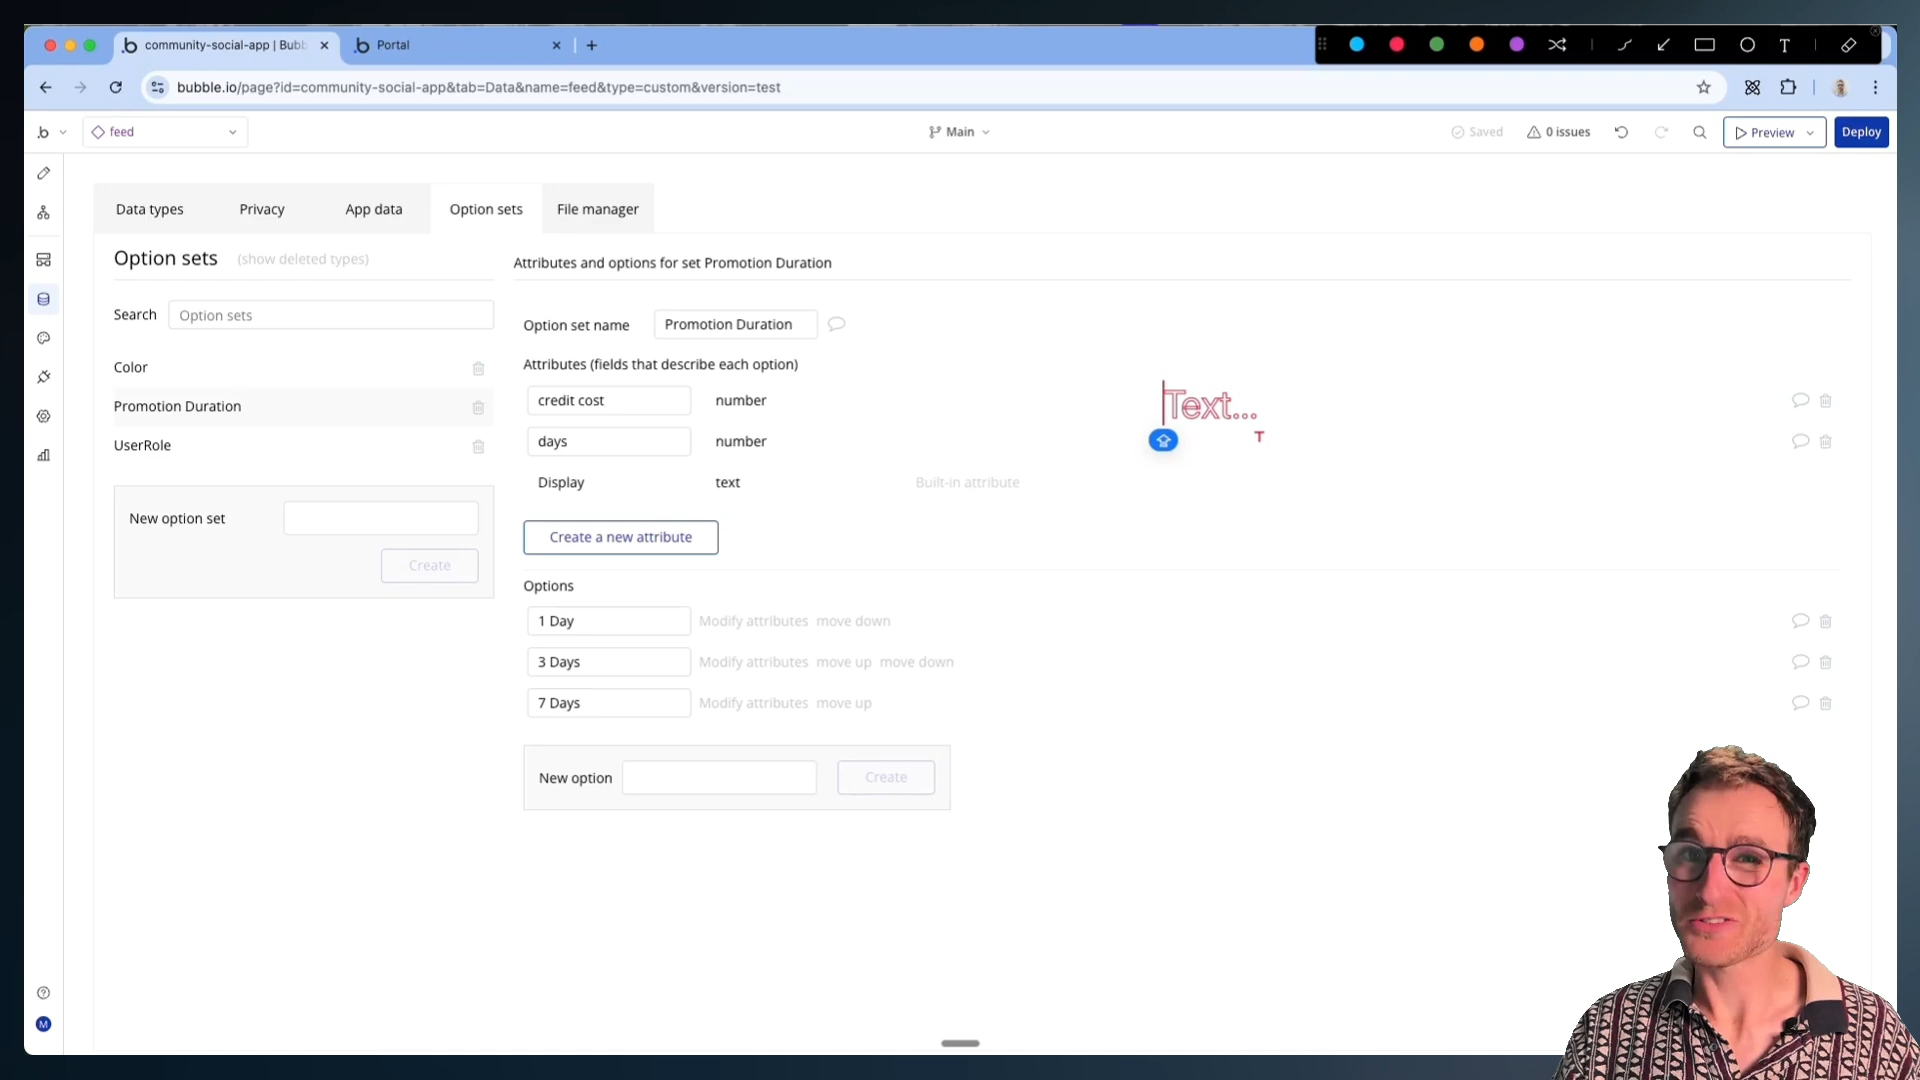 community-social-app | Bubb
Portal
bubble.io/page?id=community-social-app&tab=Data&name=feed&type=custom&version=test
feed
Main
Saved
0 issues
Preview
Deploy
Data types
Privacy
App data
Option sets
File manager
Option sets
(show deleted types)
Search
Option sets
Color
Promotion Duration
UserRole
New option set
Create
Attributes and options for set Promotion Duration
Option set name
Promotion Duration
Attributes (fields that describe each option)
credit cost
number
days
number
Display
text
Built-in attribute
Text...
T
Create a new attribute
Options
1 Day
Modify attributes move down
3 Days
Modify attributes move up move down
7 Days
Modify attributes move up
New option
Create
M